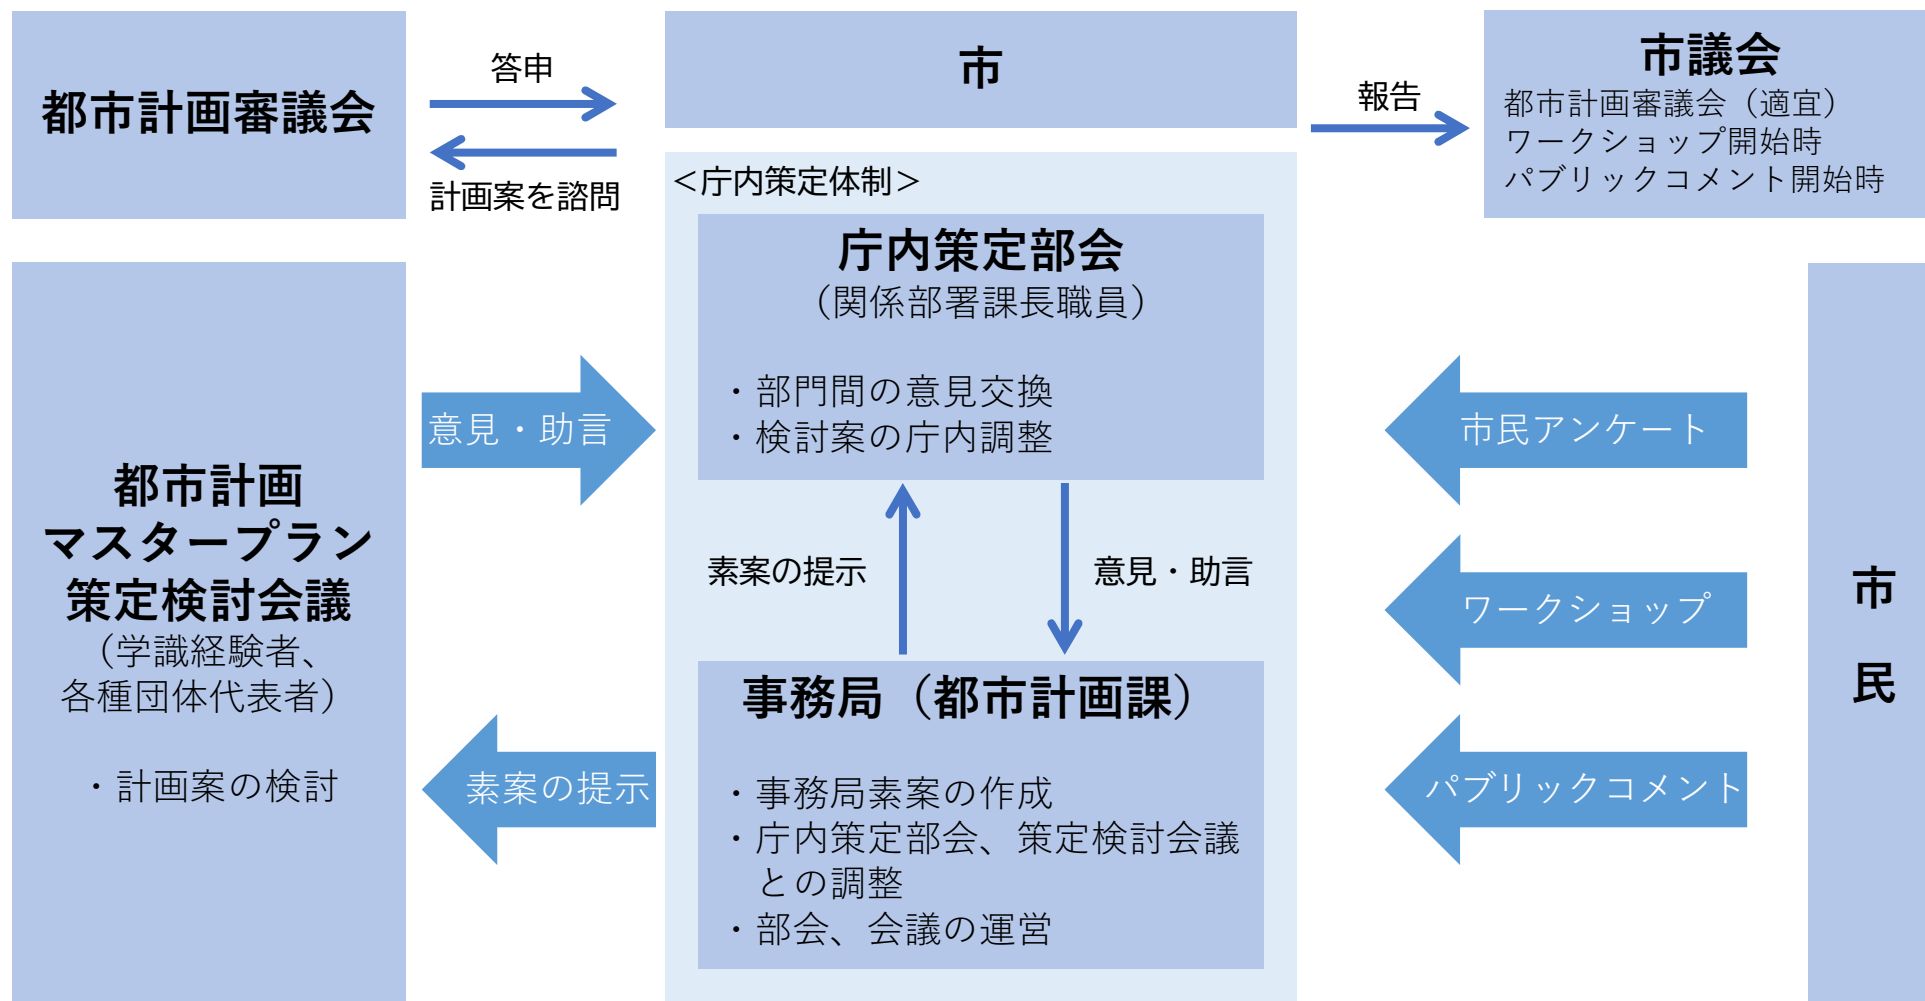 都市計画審議会
答申
計画案を諮問
市
報告
市議会
都市計画審議会（適宜）
ワークショップ開始時
パブリックコメント開始時
＜庁内策定体制＞
庁内策定部会
（関係部署課長職員）
・部門間の意見交換
・検討案の庁内調整
素案の提示
意見・助言
事務局（都市計画課）
・事務局素案の作成
・庁内策定部会、策定検討会議
との調整
・部会、会議の運営
都市計画
マスタープラン
策定検討会議
（学識経験者、
各種団体代表者）
・計画案の検討
意見・助言
素案の提示
市民アンケート
ワークショップ
パブリックコメント
市
民